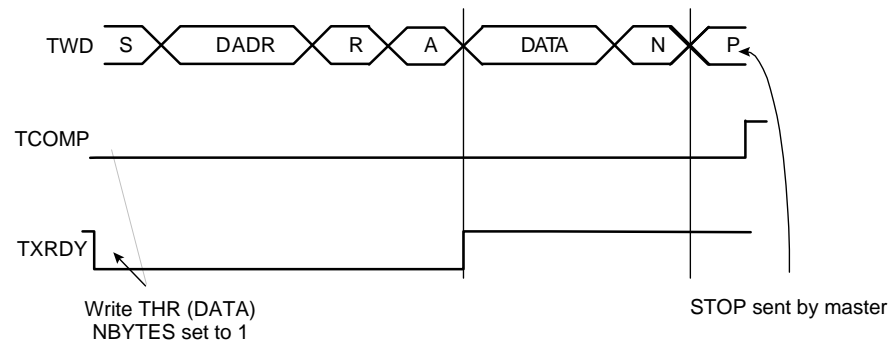 TWD S DADR R A DATA N P
TCOMP
TXRDY
Write THR (DATA)
NBYTES set to 1
STOP sent by master